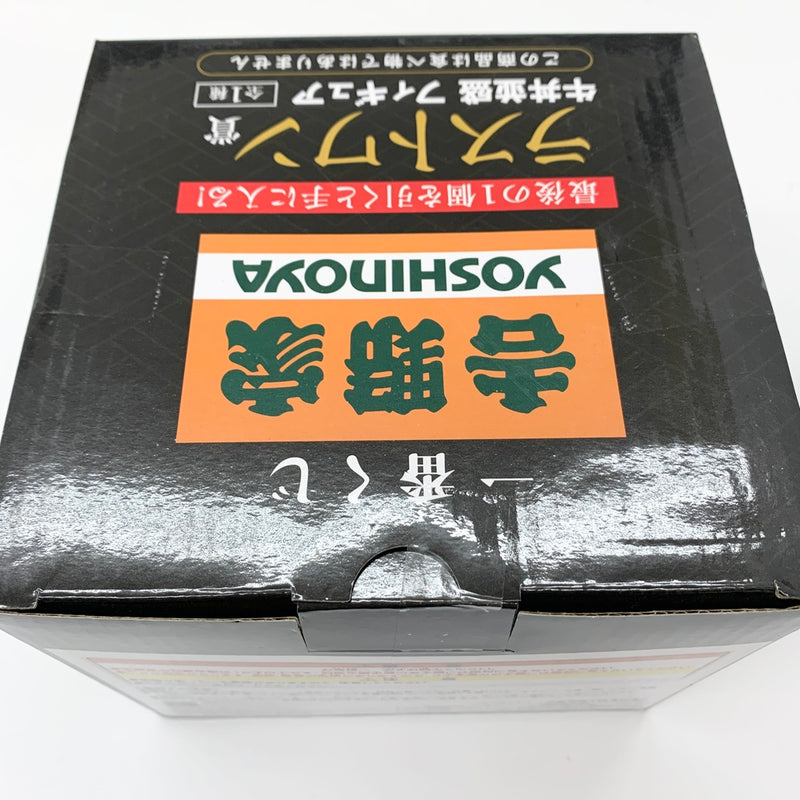 一番くじ
吉野家
YOSHINOYA
最後の1個を引くと手に入る!
ラストワン賞
牛丼並盛 フィギュア 全1種
この商品は食べ物ではありません